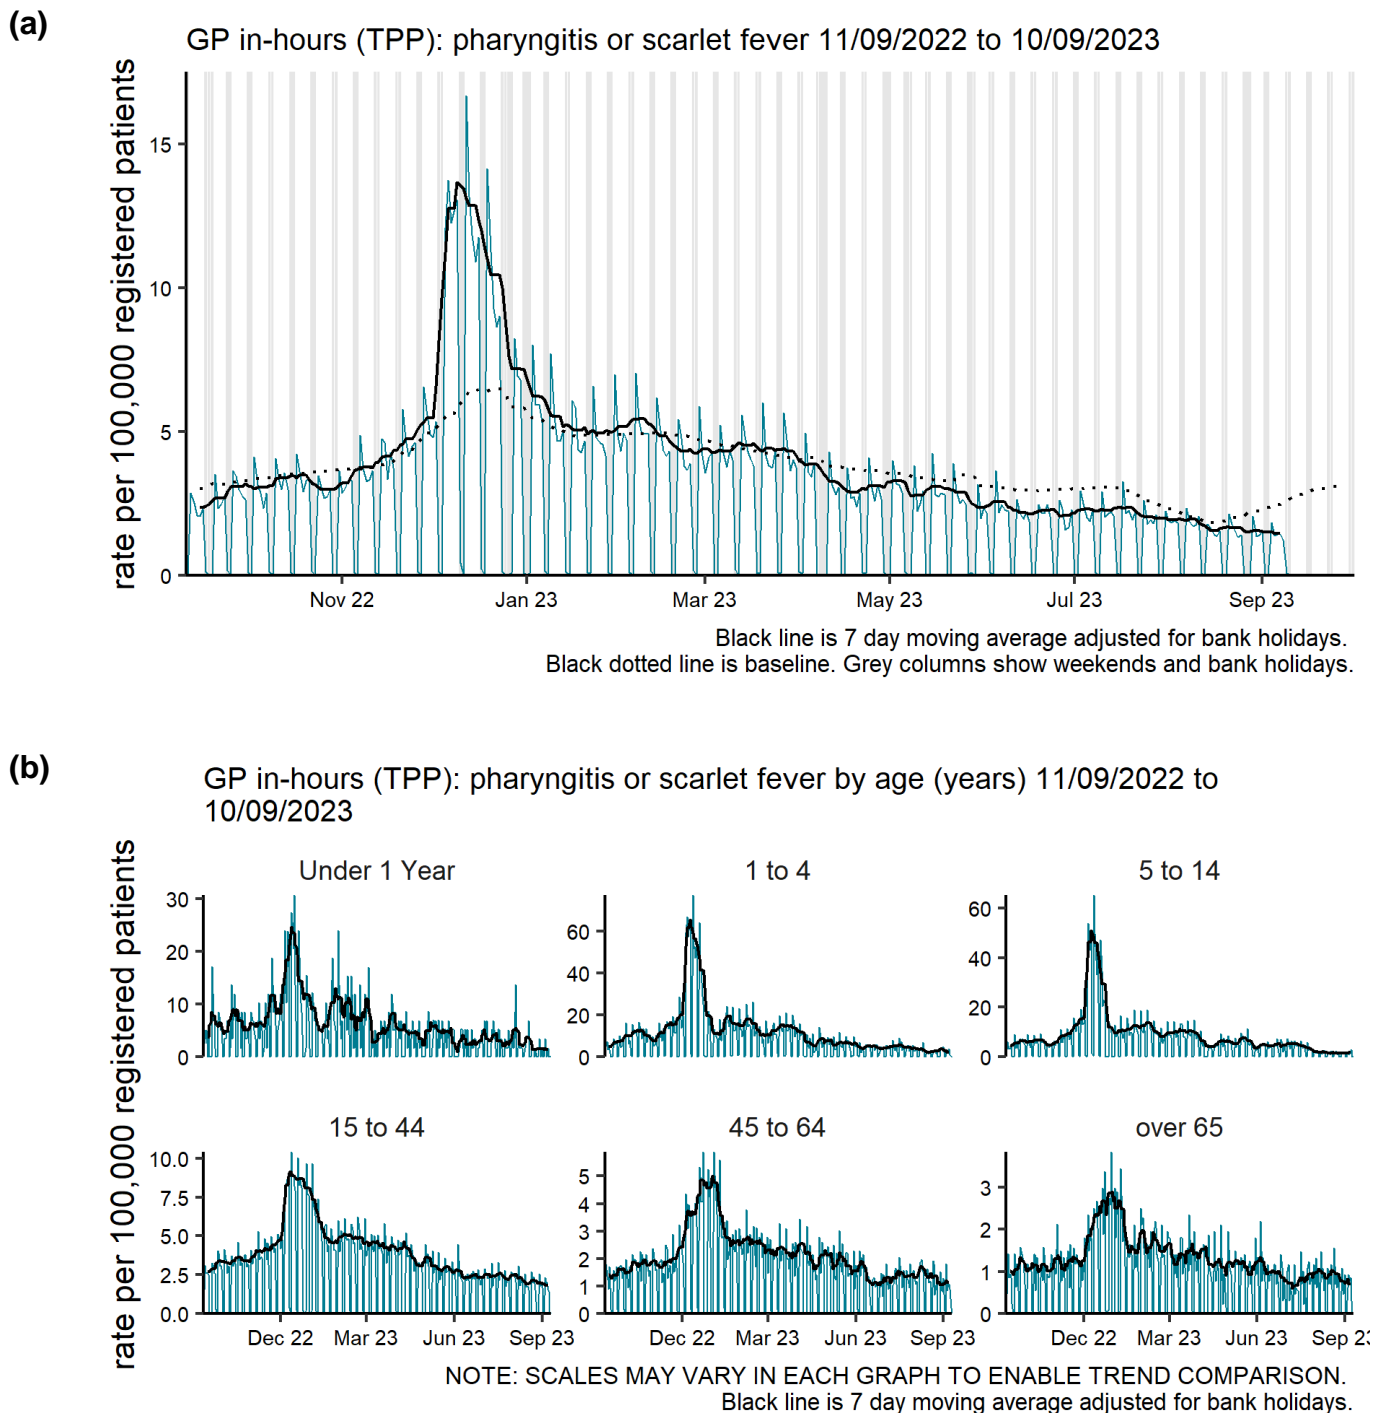 (a)
GP in-hours (TPP): pharyngitis or scarlet fever 11/09/2022 to 10/09/2023
rate per 100,000 registered patients
15
10
5
0
Nov 22 Jan 23 Mar 23 May 23 Jul 23 Sep 23
Black line is 7 day moving average adjusted for bank holidays.
Black dotted line is baseline. Grey columns show weekends and bank holidays.
(b)
GP in-hours (TPP): pharyngitis or scarlet fever by age (years) 11/09/2022 to
10/09/2023
rate per 100,000 registered patients
Under 1 Year
30
20
10
0
1 to 4
60
40
20
0
5 to 14
60
40
20
0
15 to 44
10.0
7.5
5.0
2.5
0.0
Dec 22 Mar 23 Jun 23 Sep 23
45 to 64
5
4
3
2
1
0
Dec 22 Mar 23 Jun 23 Sep 23
over 65
3
2
1
0
Dec 22 Mar 23 Jun 23 Sep 2
NOTE: SCALES MAY VARY IN EACH GRAPH TO ENABLE TREND COMPARISON.
Black line is 7 day moving average adjusted for bank holidays.